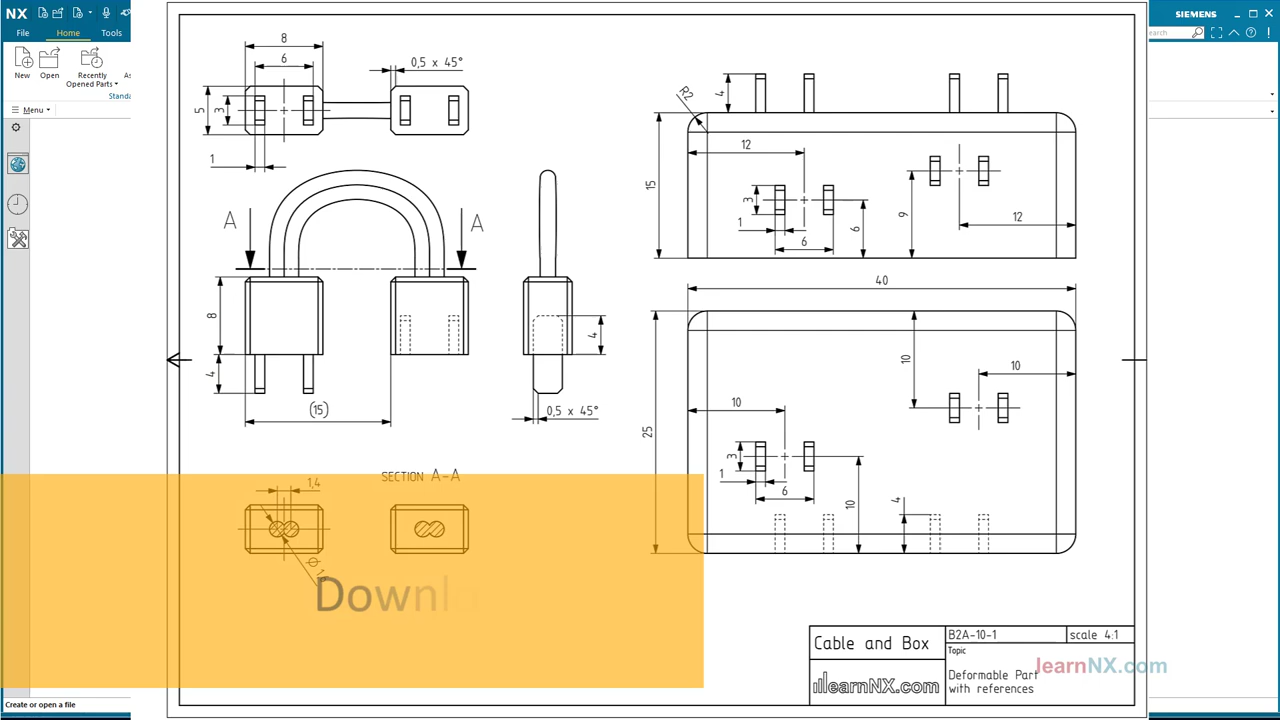 NX
SIEMENS
File
Home
Tools
New
Open
Recently
Opened Parts
Standa
Menu
8
6
0,5 x 45°
5
3
1
A
A
8
4
(15)
4
0,5 x 45°
SECTION A-A
1,4
4
R2
12
15
3
1
6
6
9
12
40
10
10
10
25
3
1
6
10
4
Downl
Cable and Box
B2A-10-1
scale 4:1
Topic
Deformable Part
with references
learnNX.com
learnNX.com
Create or open a file